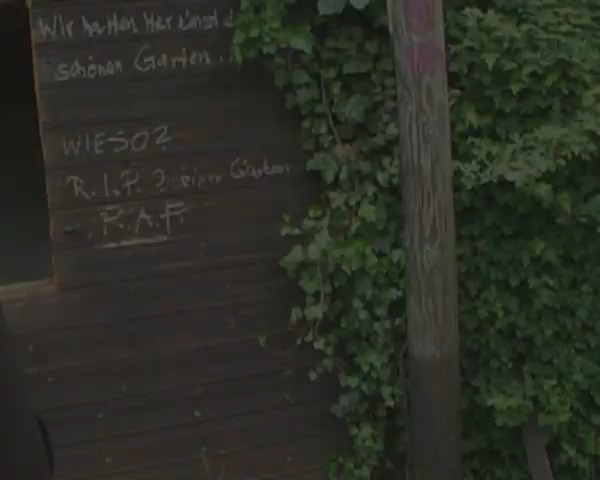 Wir hatten hier einst
schönen Garten ...
WIESO?
R.I.P. Garten
R.A.F.